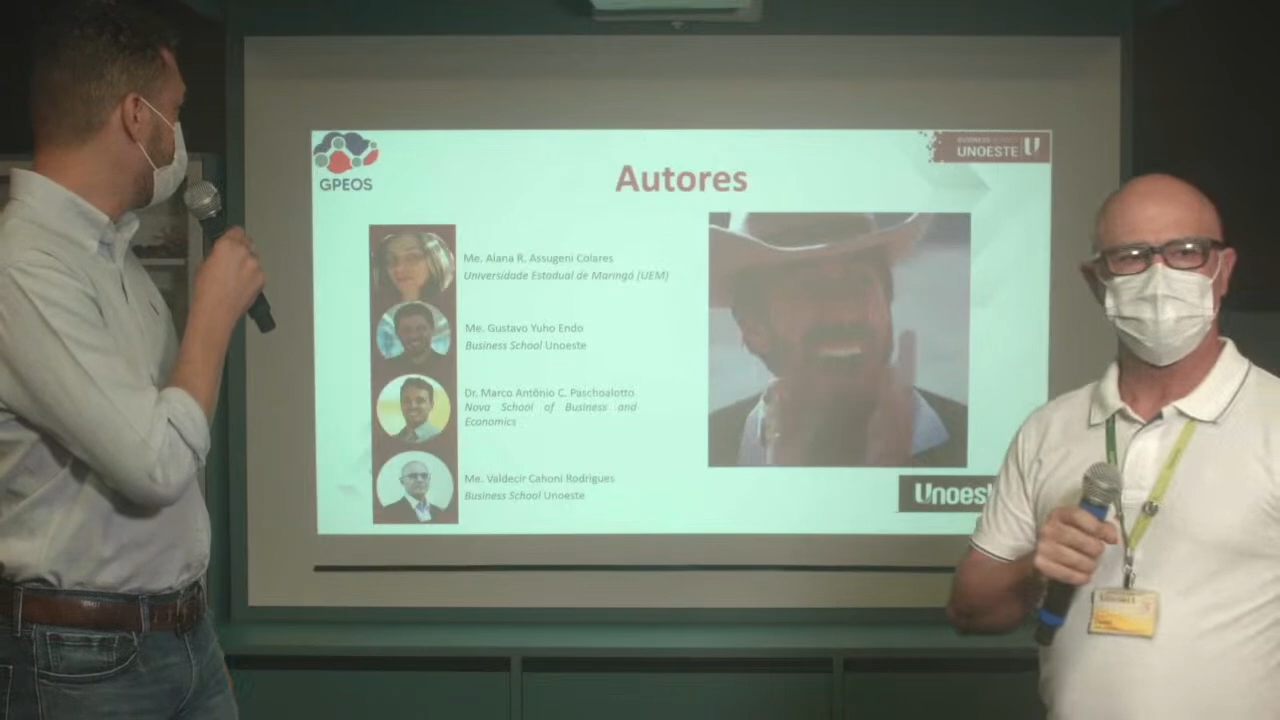 GPEOS
UNOESTE
Autores
Me. Alana R. Assugeni Colares
Universidade Estadual de Maringá (UEM)
Me. Gustavo Yuho Endo
Business School Unoeste
Dr. Marco Antônio C. Paschoalotto
Nova School of Business and
Economics
Me. Valdecir Cahoni Rodrigues
Business School Unoeste
Unoest